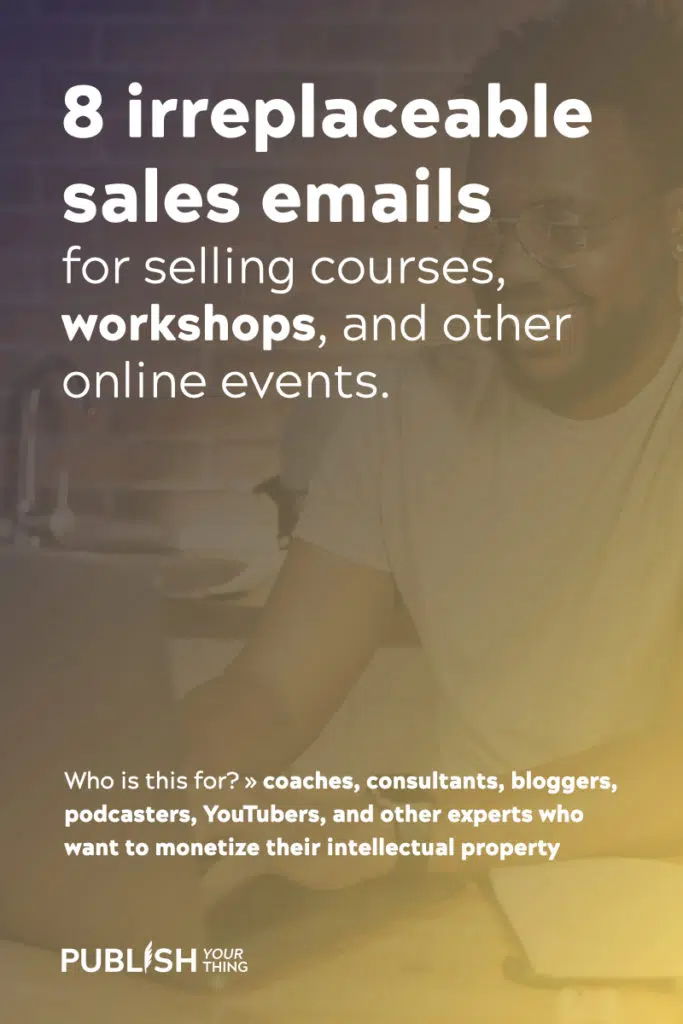 8 irreplaceable
sales emails
for selling courses,
workshops, and other
online events.
Who is this for? » coaches, consultants, bloggers,
podcasters, YouTubers, and other experts who
want to monetize their intellectual property
PUBLISH YOUR
THING